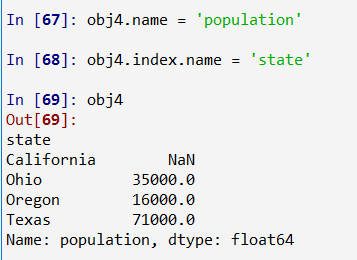 In [67]: obj4.name = 'population'
In [68]: obj4.index.name = 'state'
In [69]: obj4
Out[69]:
state
California NaN
Ohio 35000.0
Oregon 16000.0
Texas 71000.0
Name: population, dtype: float64